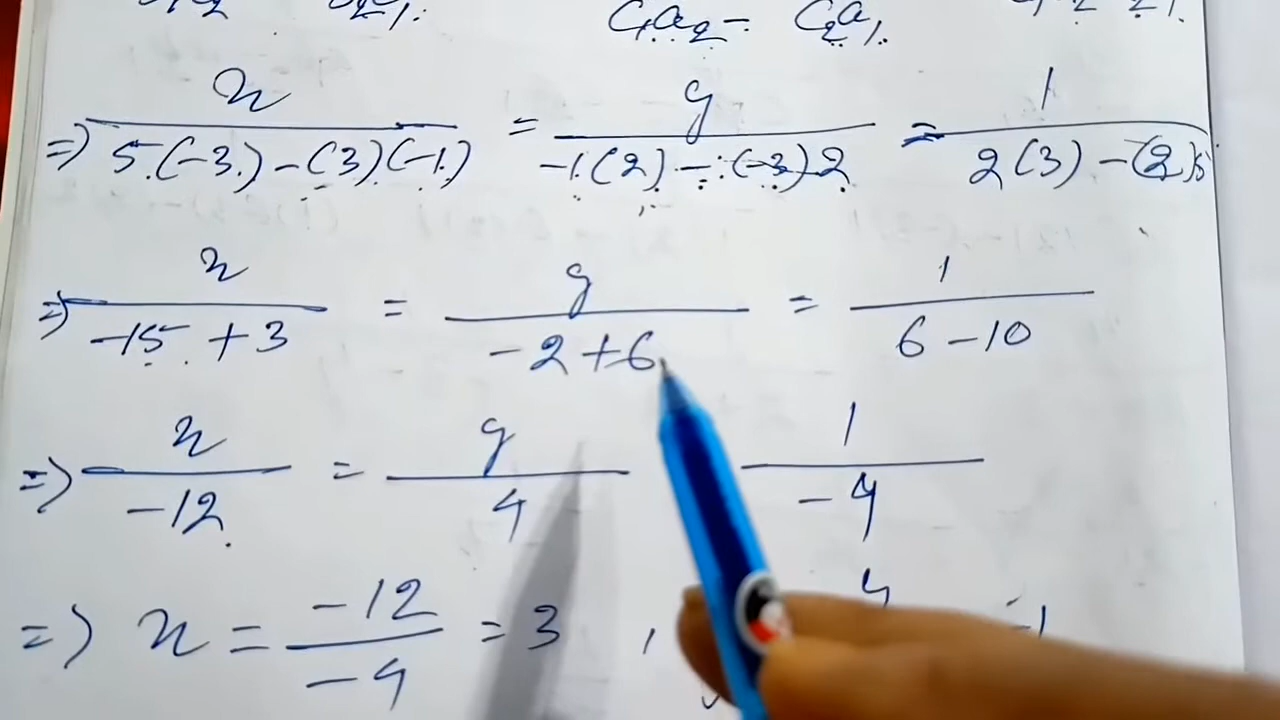 C₁a₂ - C₂a₁
=> x / 5(-3) - (3)(-1) = y / -1(2) - (-3)2 = 1 / 2(3) - (2)5
=> x / -15 + 3 = y / -2 + 6 = 1 / 6 - 10
=> x / -12 = y / 4 1 / -4
=> x = -12 / -4 = 3 ,